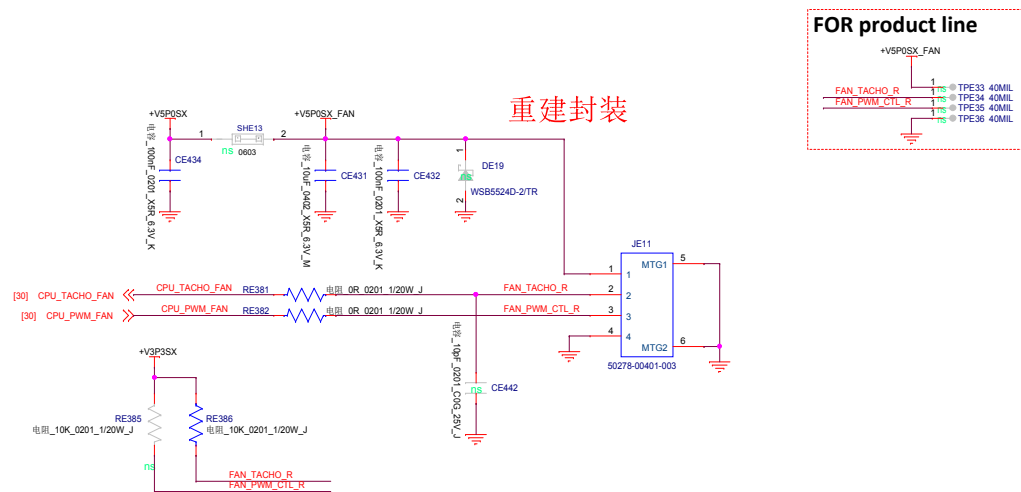 FOR product line
+V5P0SX_FAN
1
ns
TPE33 40MIL
FAN_TACHO_R
1
ns
TPE34 40MIL
FAN_PWM_CTL_R
1
ns
TPE35 40MIL
1
ns
TPE36 40MIL
重建封装
+V5P0SX
1
SHE13
2
ns
0603
+V5P0SX_FAN
电容_100nF_0201_X5R_6.3V_K
CE434
电容_10uF_0402_X5R_6.3V_M
CE431
电容_100nF_0201_X5R_6.3V_K
CE432
1
DE19
ns
WSB5524D-2/TR
2
JE11
MTG1
5
1
1
2
2
3
3
4
4
MTG2
6
50278-00401-003
[30] CPU_TACHO_FAN
CPU_TACHO_FAN
RE381
电阻_0R_0201_1/20W_J
FAN_TACHO_R
[30] CPU_PWM_FAN
CPU_PWM_FAN
RE382
电阻_0R_0201_1/20W_J
FAN_PWM_CTL_R
电容_10pF_0201_C0G_25V_J
ns
CE442
+V3P3SX
RE385
电阻_10K_0201_1/20W_J
ns
RE386
电阻_10K_0201_1/20W_J
FAN_TACHO_R
FAN_PWM_CTL_R